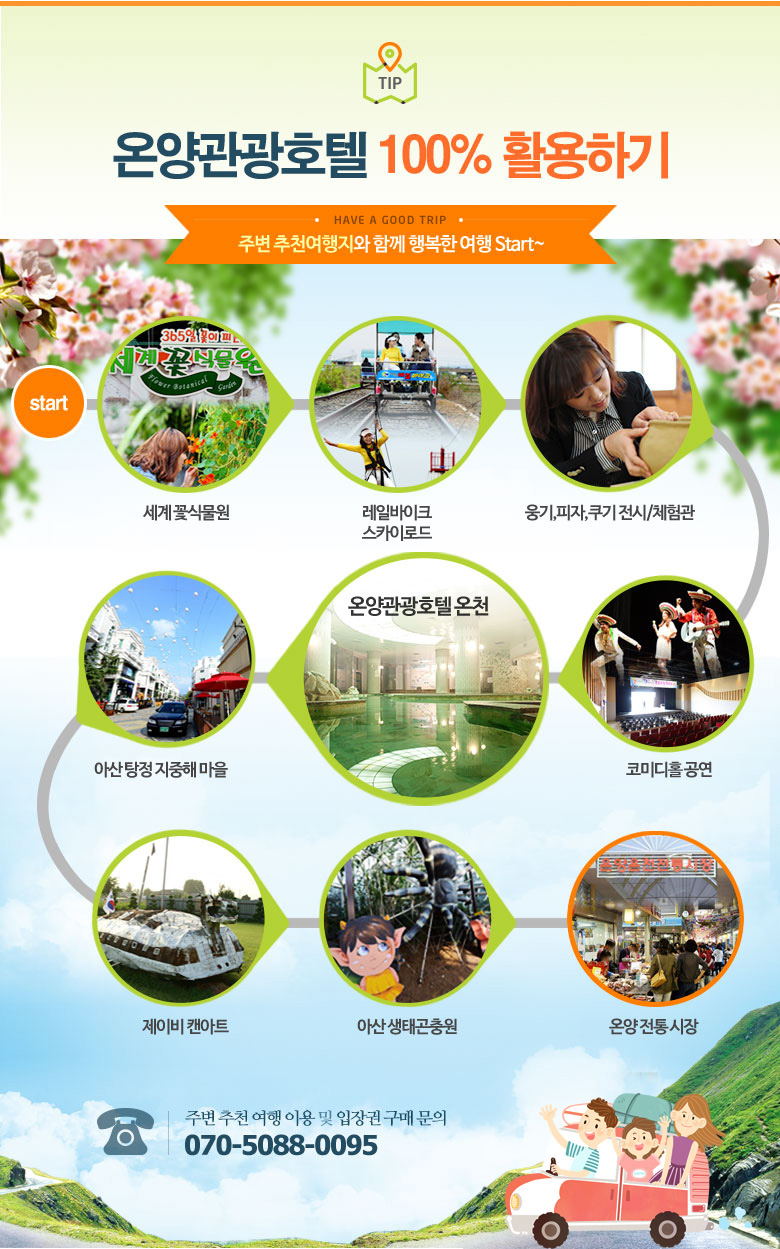 TIP
온양관광호텔 100% 활용하기
HAVE A GOOD TRIP
주변 추천여행지와 함께 행복한 여행 Start~
start
365일 꽃이 피는
세계 꽃 식물원
Flower Botanical Garden
세계 꽃식물원
레일바이크
스카이로드
옹기,피자,쿠키 전시/체험관
온양관광호텔 온천
아산 탕정 지중해 마을
코미디홀 공연
제이비 캔아트
아산 생태곤충원
온양 전통 시장
주변 추천 여행 이용 및 입장권 구매 문의
070-5088-0095